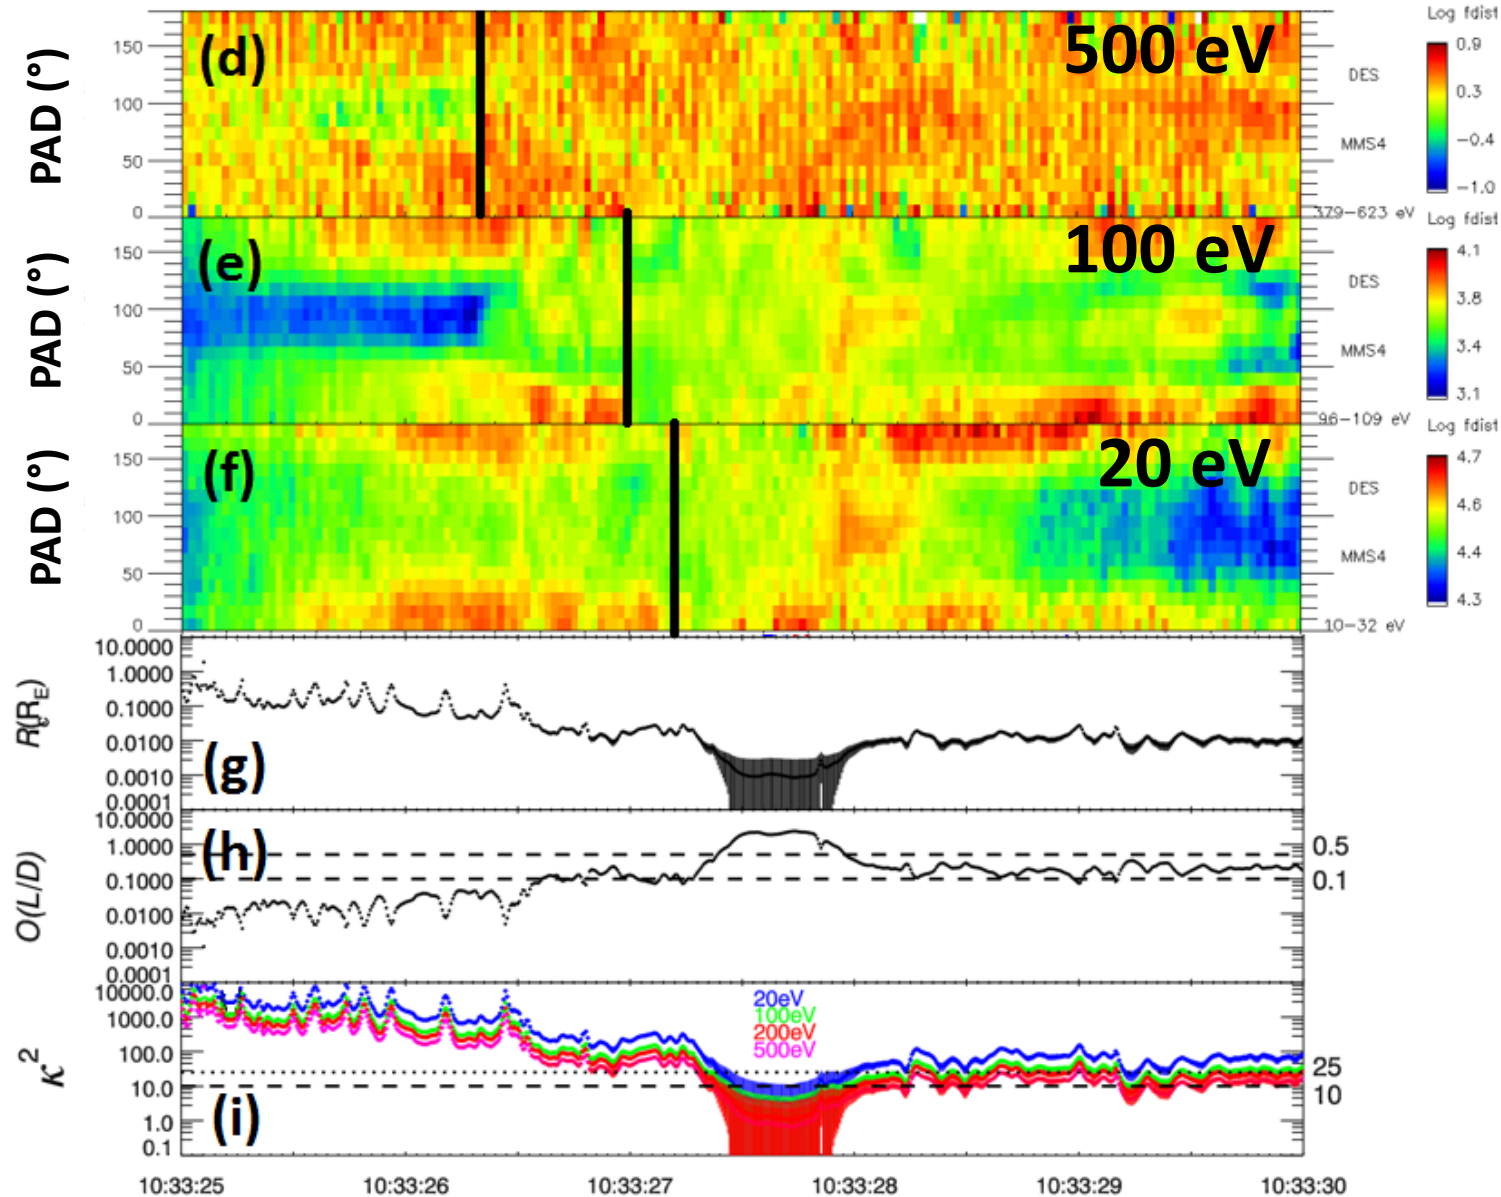 Log fdist
PAD (°)
150
100
50
0
(d)
500 eV
DES
MMS4
379−623 eV
0.9
0.3
−0.4
−1.0
Log fdist
PAD (°)
150
100
50
0
(e)
100 eV
DES
MMS4
96−109 eV
4.1
3.8
3.4
3.1
Log fdist
PAD (°)
150
100
50
0
(f)
20 eV
DES
MMS4
10−32 eV
4.7
4.6
4.4
4.3
10.0000
1.0000
0.1000
0.0100
0.0010
0.0001
(g)
O(L/D)
10.0000
1.0000
0.1000
0.0100
0.0010
0.0001
(h)
0.5
0.1
K²
10000.0
1000.0
100.0
10.0
1.0
0.1
(i)
20eV
100eV
200eV
500eV
25
10
10:33:25 10:33:26 10:33:27 10:33:28 10:33:29 10:33:30